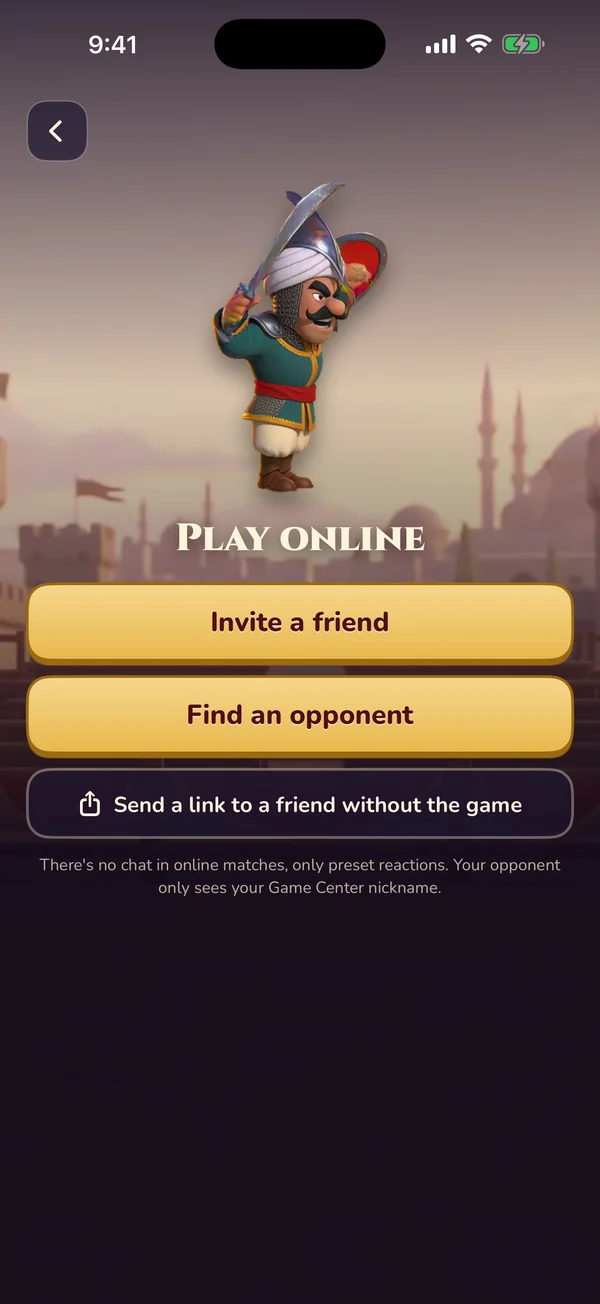 9:41
Play online
Invite a friend
Find an opponent
Send a link to a friend without the game
There's no chat in online matches, only preset reactions. Your opponent
only sees your Game Center nickname.